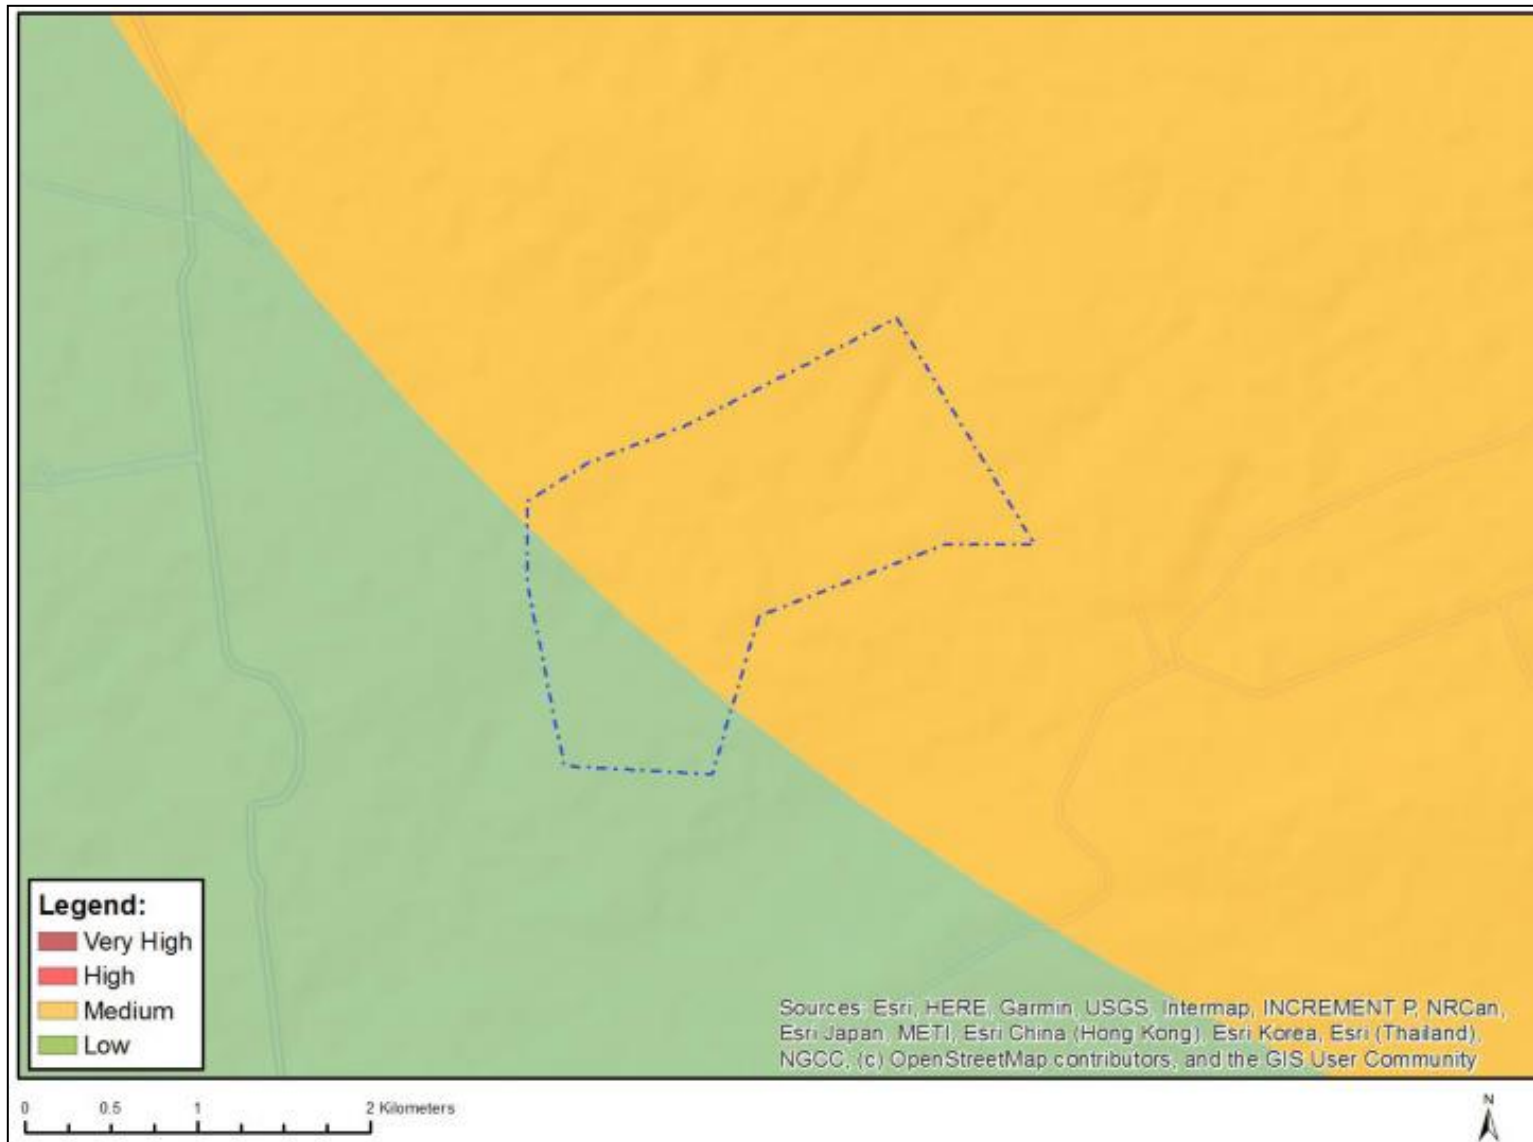 Legend:
Very High
High
Medium
Low
Sources: Esri, HERE, Garmin, USGS, Intermap, INCREMENT P, NRCan,
Esri Japan, METI, Esri China (Hong Kong), Esri Korea, Esri (Thailand),
NGCC, (c) OpenStreetMap contributors, and the GIS User Community
0 0.5 1 2 Kilometers
N